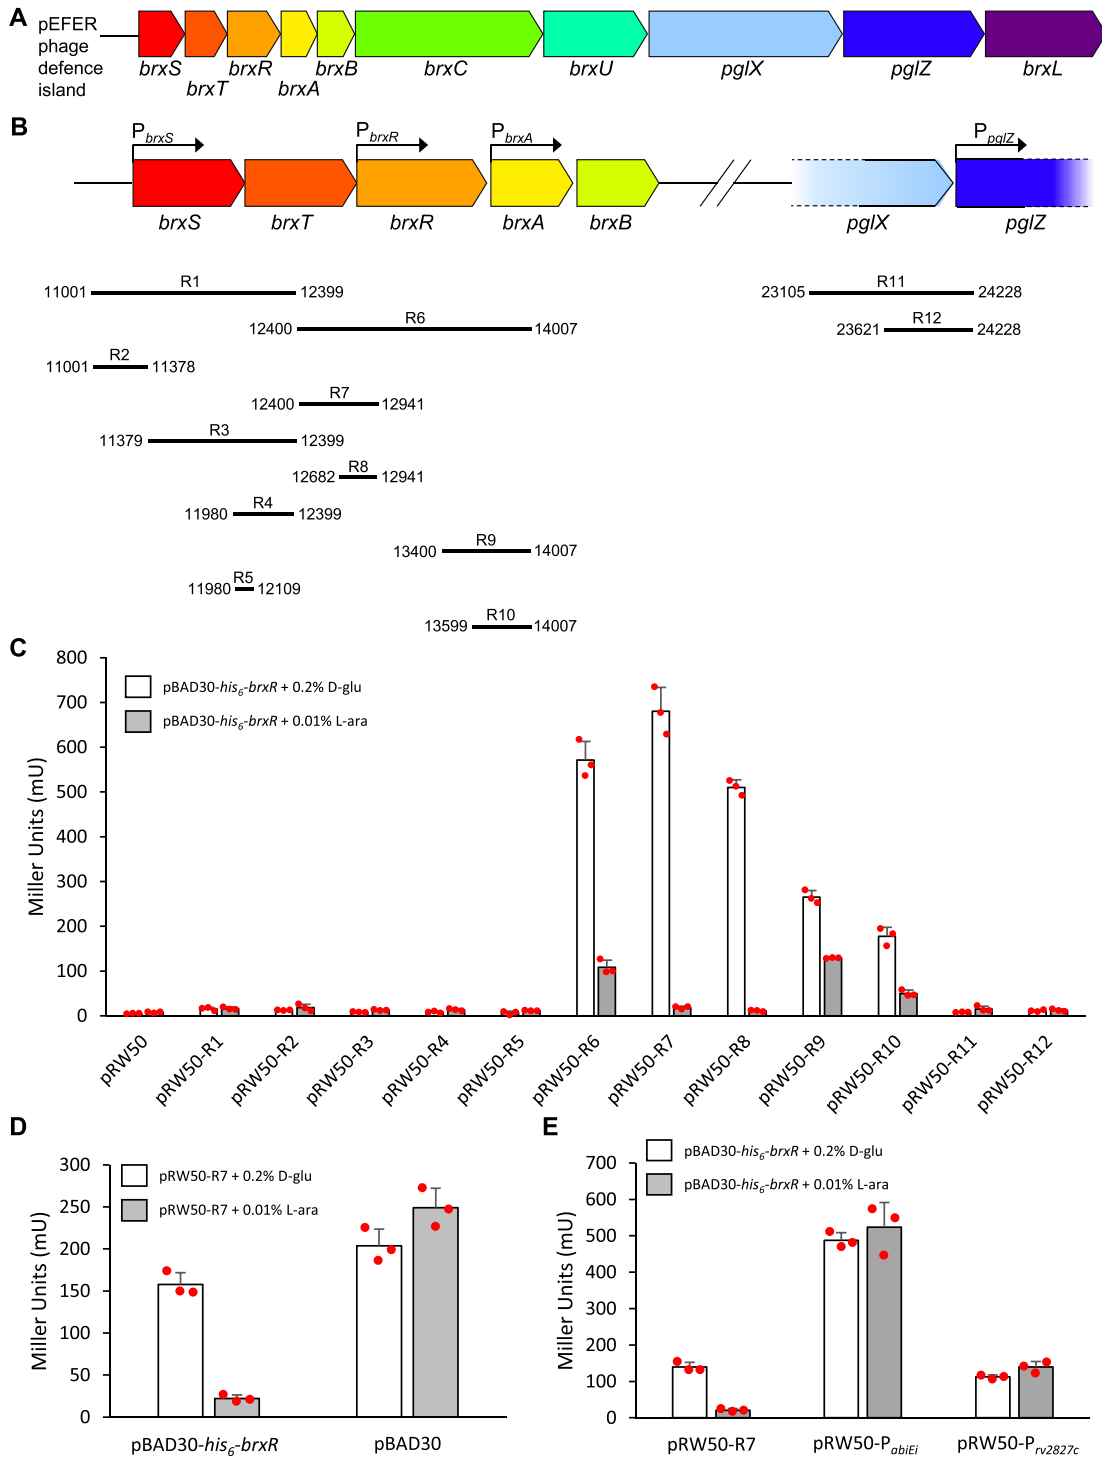 A
pEFER
phage
defence
island
brxS
brxT
brxR
brxA
brxB
brxC
brxU
pglX
pglZ
brxL
B
PbrxS
PbrxR
PbrxA
PpglZ
brxS
brxT
brxR
brxA
brxB
pglX
pglZ
11001 R1 12399
23105 R11 24228
12400 R6 14007
23621 R12 24228
11001 R2 11378
12400 R7 12941
11379 R3 12399
12682 R8 12941
11980 R4 12399
13400 R9 14007
11980 R5 12109
13599 R10 14007
C
Miller Units (mU)
800
700
600
500
400
300
200
100
0
pBAD30-his6-brxR + 0.2% D-glu
pBAD30-his6-brxR + 0.01% L-ara
pRW50
pRW50-R1
pRW50-R2
pRW50-R3
pRW50-R4
pRW50-R5
pRW50-R6
pRW50-R7
pRW50-R8
pRW50-R9
pRW50-R10
pRW50-R11
pRW50-R12
D
Miller Units (mU)
300
250
200
150
100
50
0
pRW50-R7 + 0.2% D-glu
pRW50-R7 + 0.01% L-ara
pBAD30-his6-brxR
pBAD30
E
Miller Units (mU)
700
600
500
400
300
200
100
0
pBAD30-his6-brxR + 0.2% D-glu
pBAD30-his6-brxR + 0.01% L-ara
pRW50-R7
pRW50-PabiEi
pRW50-Prv2827c